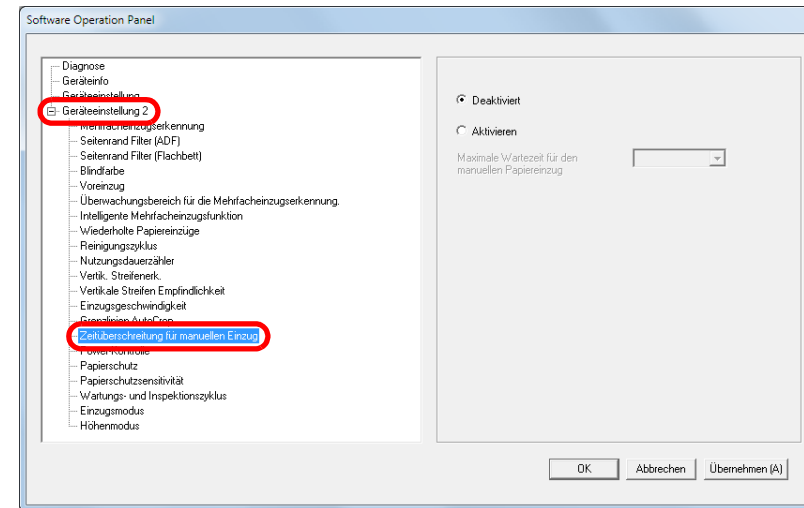 Software Operation Panel
Diagnose
Geräteinfo
Geräteeinstellung
Geräteeinstellung 2
Mehrfacheinzugserkennung
Seitenrand Filter (ADF)
Seitenrand Filter (Flachbett)
Blindfarbe
Voreinzug
Überwachungsbereich für die Mehrfacheinzugserkennung.
Intelligente Mehrfacheinzugsfunktion
Wiederholte Papiereinzüge
Reinigungszyklus
Nutzungsdauerzähler
Vertik. Streifenerk.
Vertikale Streifen Empfindlichkeit
Einzugsgeschwindigkeit
Grenzlinien AutoCrop
Zeitüberschreitung für manuellen Einzug
Power-Kontrolle
Papierschutz
Papierschutzsensitivität
Wartungs- und Inspektionszyklus
Einzugsmodus
Höhenmodus
Deaktiviert
Aktivieren
Maximale Wartezeit für den
manuellen Papiereinzug
OK
Abbrechen
Übernehmen (A)